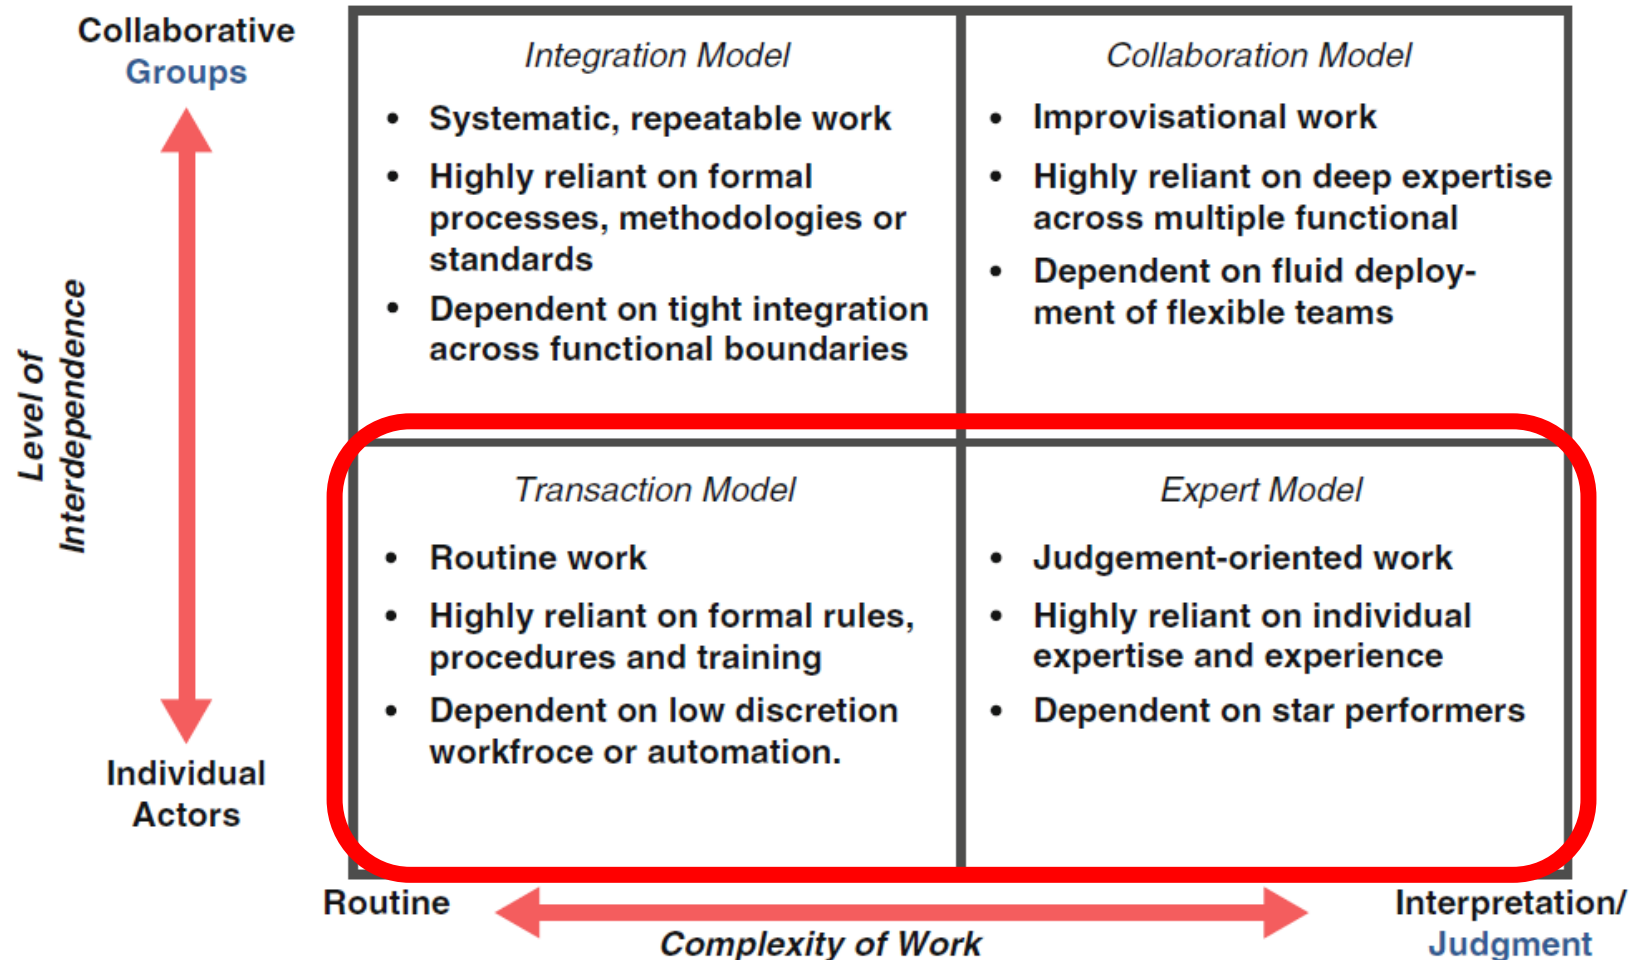 Collaborative
Groups
Level of
Interdependence
Individual
Actors
Integration Model
• Systematic, repeatable work
• Highly reliant on formal
processes, methodologies or
standards
• Dependent on tight integration
across functional boundaries
Collaboration Model
• Improvisational work
• Highly reliant on deep expertise
across multiple functional
• Dependent on fluid deploy-
ment of flexible teams
Transaction Model
• Routine work
• Highly reliant on formal rules,
procedures and training
• Dependent on low discretion
workfroce or automation.
Expert Model
• Judgement-oriented work
• Highly reliant on individual
expertise and experience
• Dependent on star performers
Routine
Complexity of Work
Interpretation/
Judgment